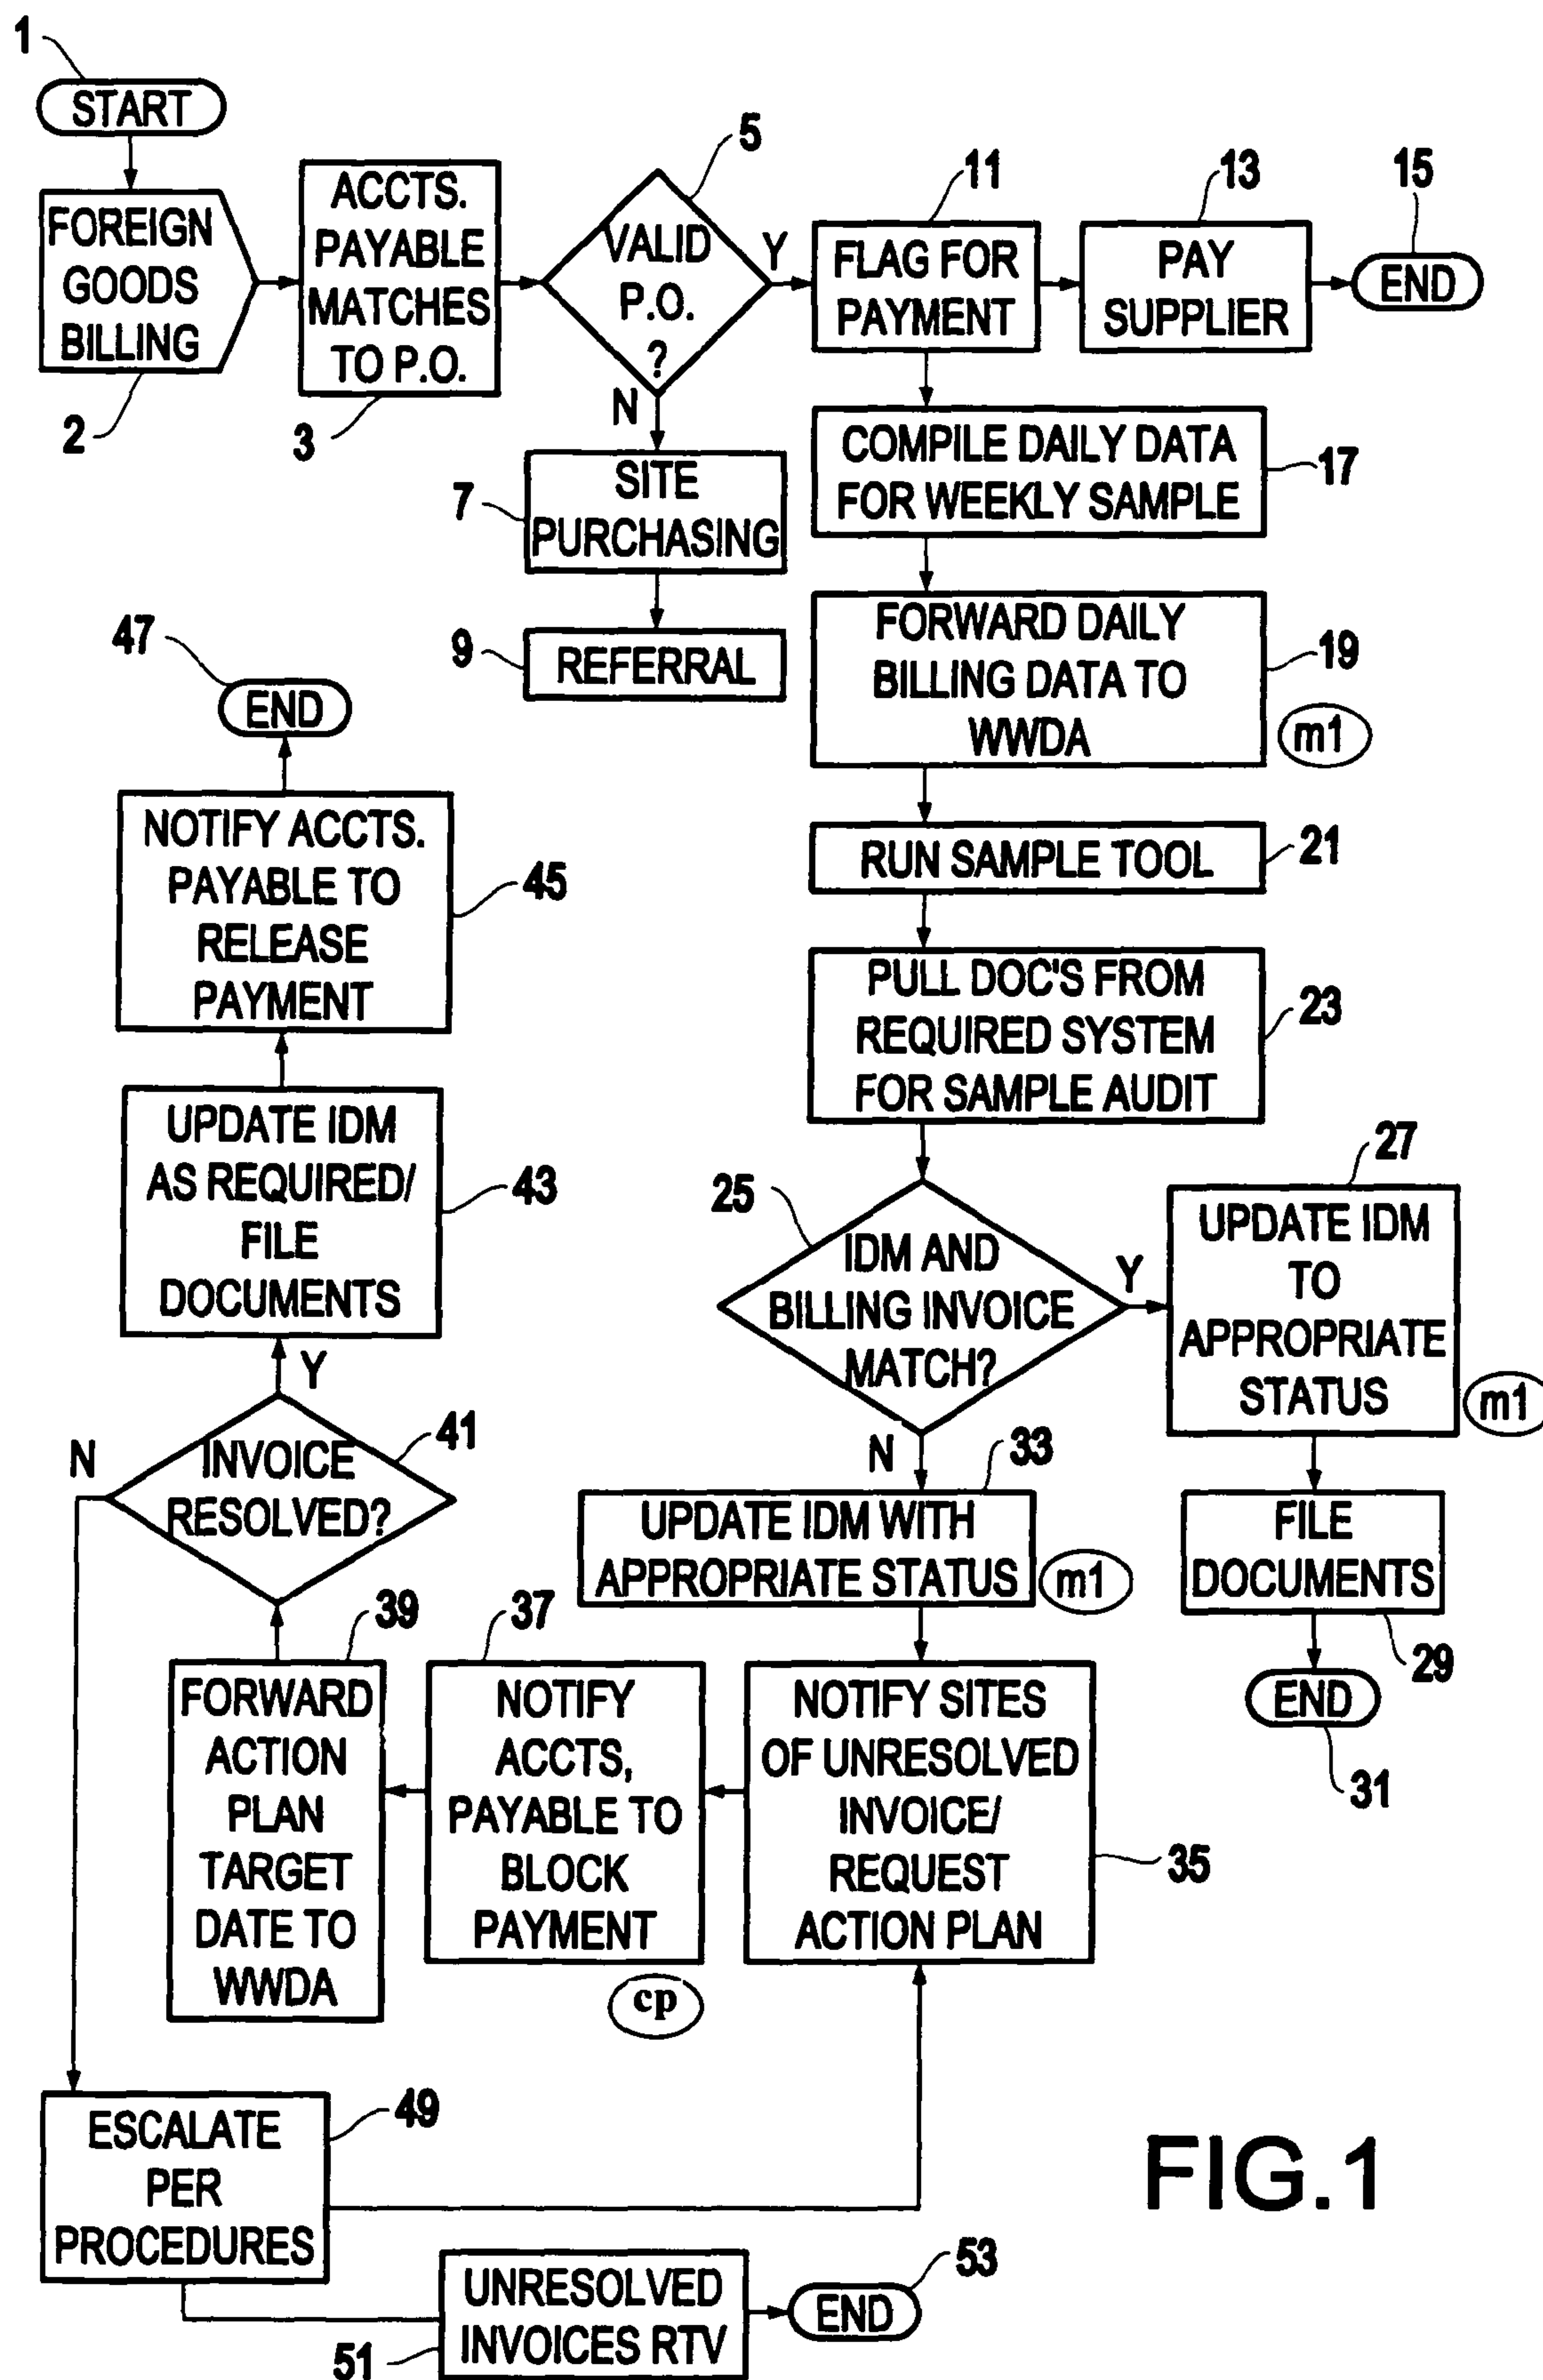 1
START
FOREIGN
GOODS
BILLING
2
ACCTS.
PAYABLE
MATCHES
TO P.O.
3
5
VALID
P.O.
?
Y
N
SITE
PURCHASING
7
REFERRAL
9
11
FLAG FOR
PAYMENT
13
PAY
SUPPLIER
15
END
COMPILE DAILY DATA
FOR WEEKLY SAMPLE
17
FORWARD DAILY
BILLING DATA TO
WWDA
19
m1
RUN SAMPLE TOOL
21
PULL DOC'S FROM
REQUIRED SYSTEM
FOR SAMPLE AUDIT
23
25
IDM AND
BILLING INVOICE
MATCH?
Y
N
27
UPDATE IDM
TO
APPROPRIATE
STATUS
m1
FILE
DOCUMENTS
29
END
31
33
UPDATE IDM WITH
APPROPRIATE STATUS
m1
NOTIFY SITES
OF UNRESOLVED
INVOICE/
REQUEST
ACTION PLAN
35
37
NOTIFY
ACCTS,
PAYABLE TO
BLOCK
PAYMENT
cp
39
FORWARD
ACTION
PLAN
TARGET
DATE TO
WWDA
41
INVOICE
RESOLVED?
Y
N
UPDATE IDM
AS REQUIRED/
FILE
DOCUMENTS
43
NOTIFY ACCTS.
PAYABLE TO
RELEASE
PAYMENT
45
47
END
ESCALATE
PER
PROCEDURES
49
UNRESOLVED
INVOICES RTV
51
END
53
FIG.1